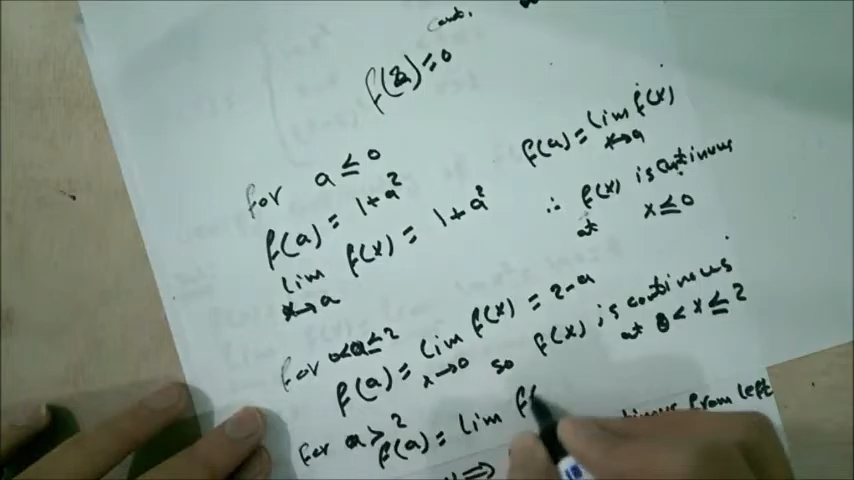 Cont.
f(2) = 0
for a ≤ 0
f(a) = 1+a²
lim f(x) = 1+a²
x→a
f(a) = lim f(x)
x→a
∴ f(x) is continuous
at x ≤ 0
for 0<a≤2
f(a) = lim f(x) = 2-a
x→0
so f(x) is continuous
at 0 < x ≤ 2
for a > 2
f(a) = lim f(
from left